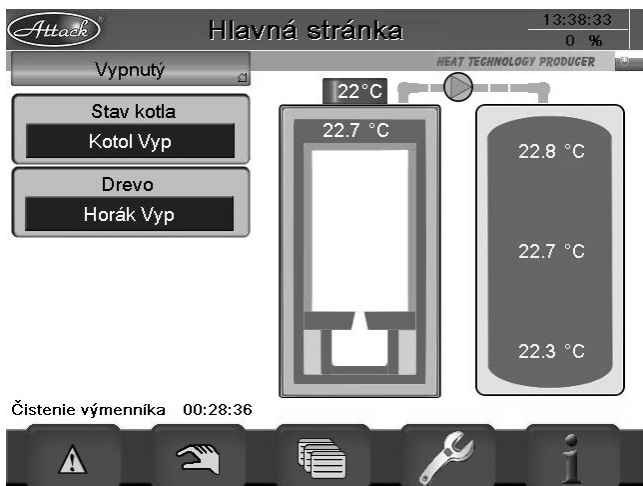 Attack®
Hlavná stránka
13:38:33
0 %
HEAT TECHNOLOGY PRODUCER
Vypnutý
Stav kotla
Kotol Vyp
Drevo
Horák Vyp
22°C
22.7 °C
22.8 °C
22.7 °C
22.3 °C
Čistenie výmenníka 00:28:36